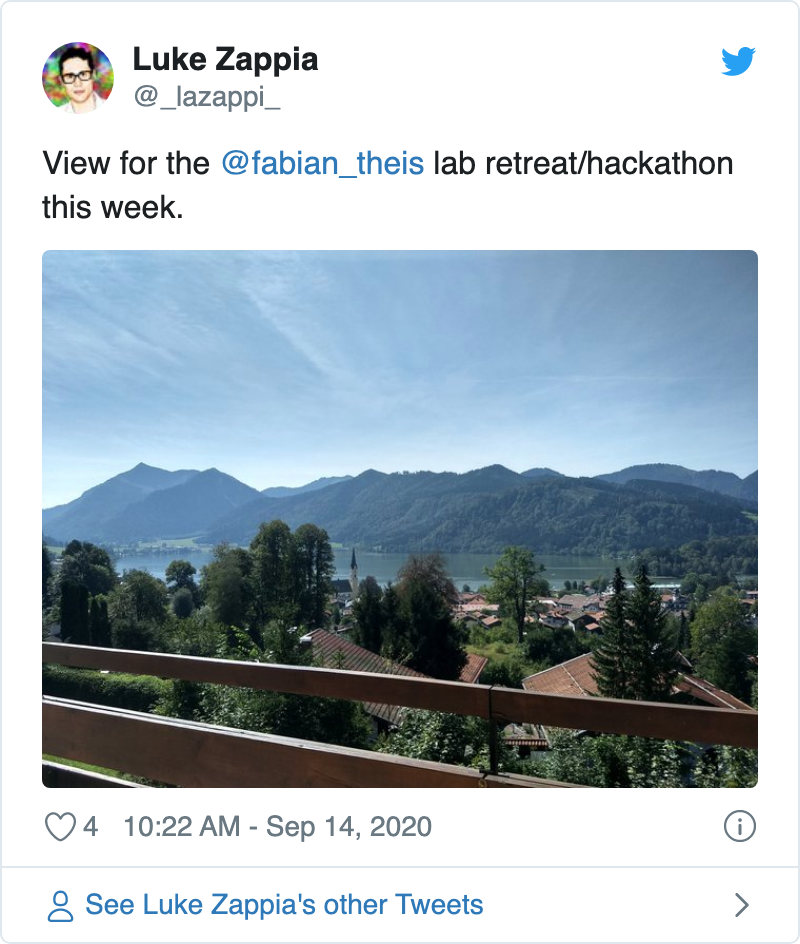 Luke Zappia
@_lazappi_
View for the @fabian_theis lab retreat/hackathon
this week.
4 10:22 AM - Sep 14, 2020
See Luke Zappia's other Tweets